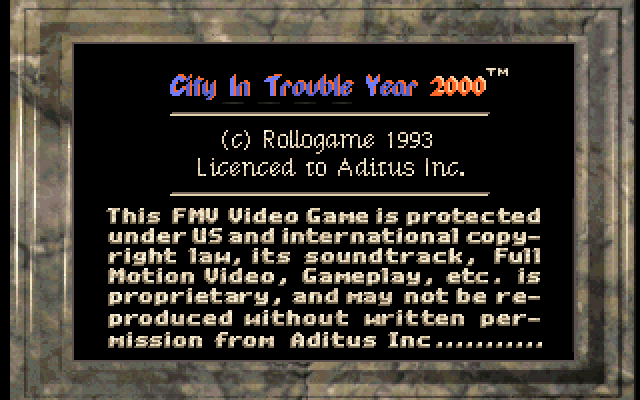 City In Trouble Year 2000™
(c) Rollogame 1993
Licenced to Aditus Inc.
This FMV Video Game is protected
under US and international copy-
right law, its soundtrack, Full
Motion Video, Gameplay, etc. is
proprietary, and may not be re-
produced without written per-
mission from Aditus Inc...........